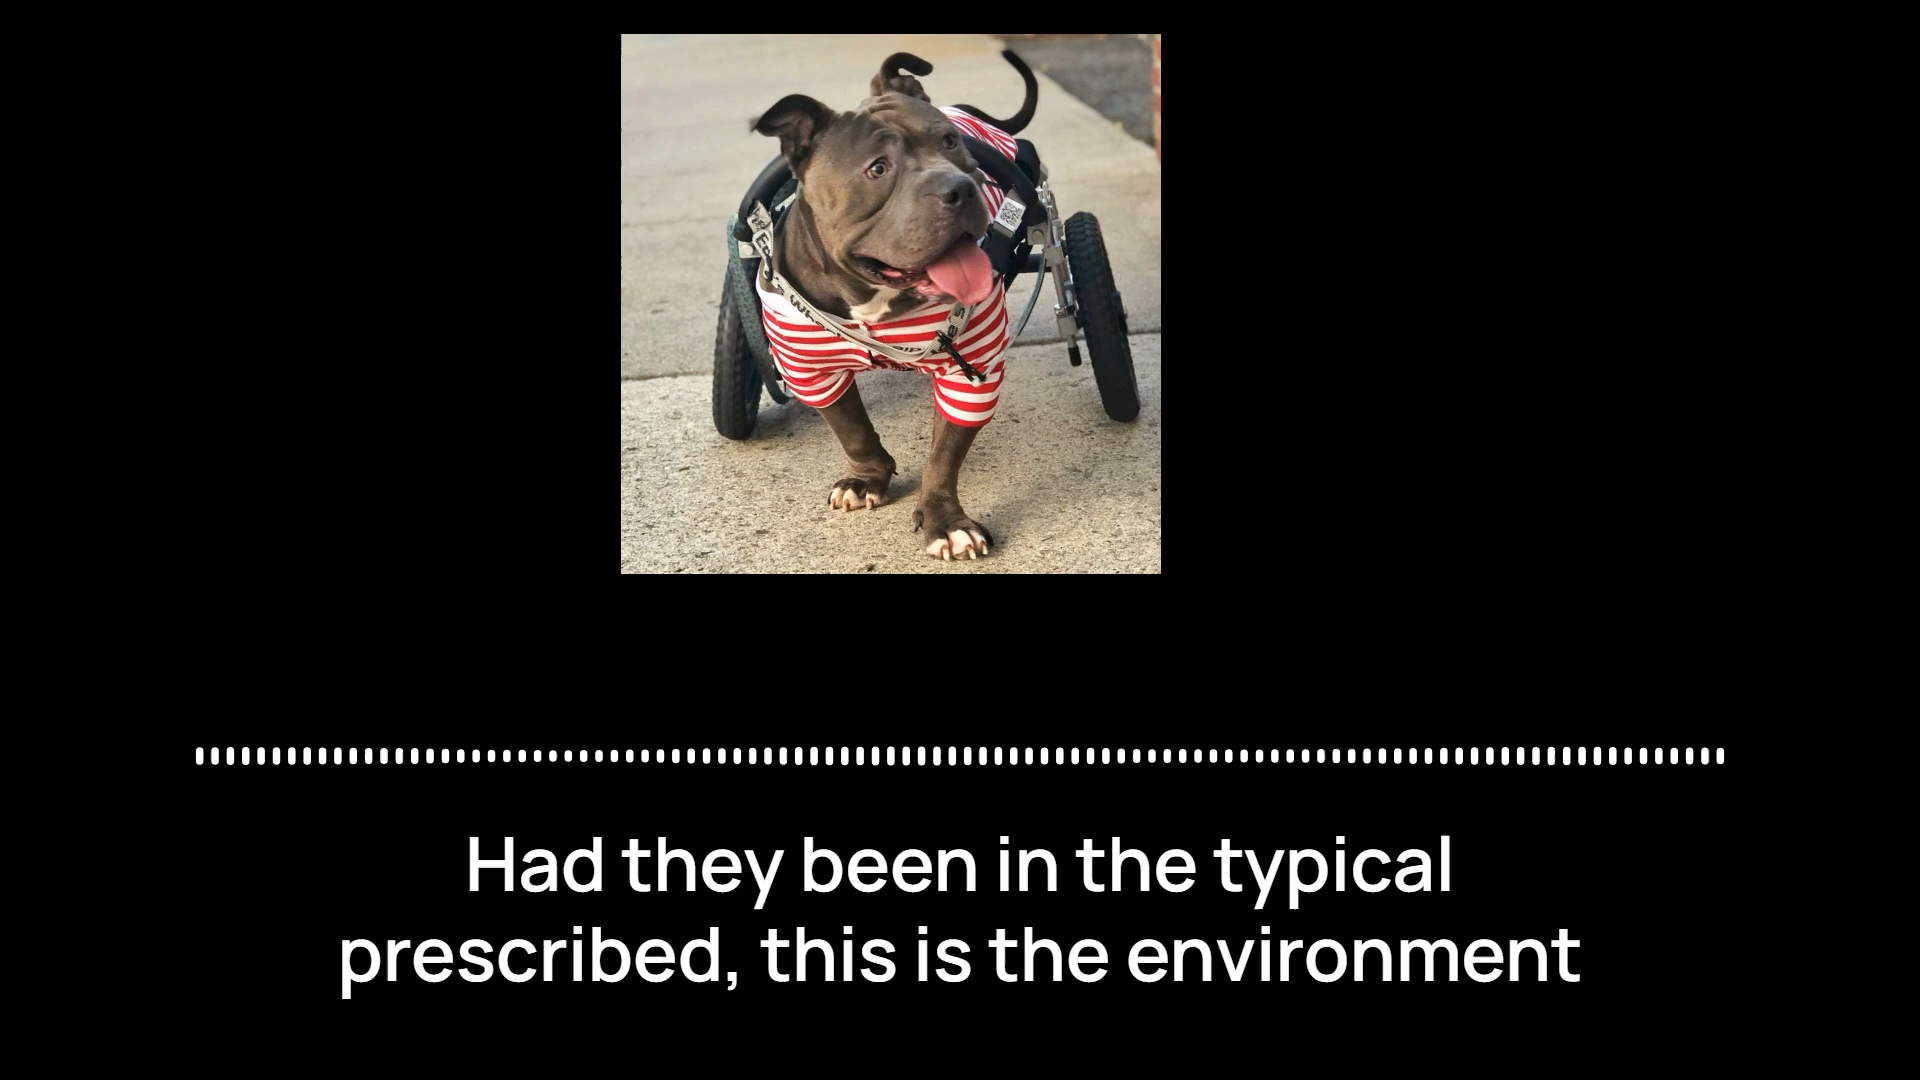 Had they been in the typical
prescribed, this is the environment